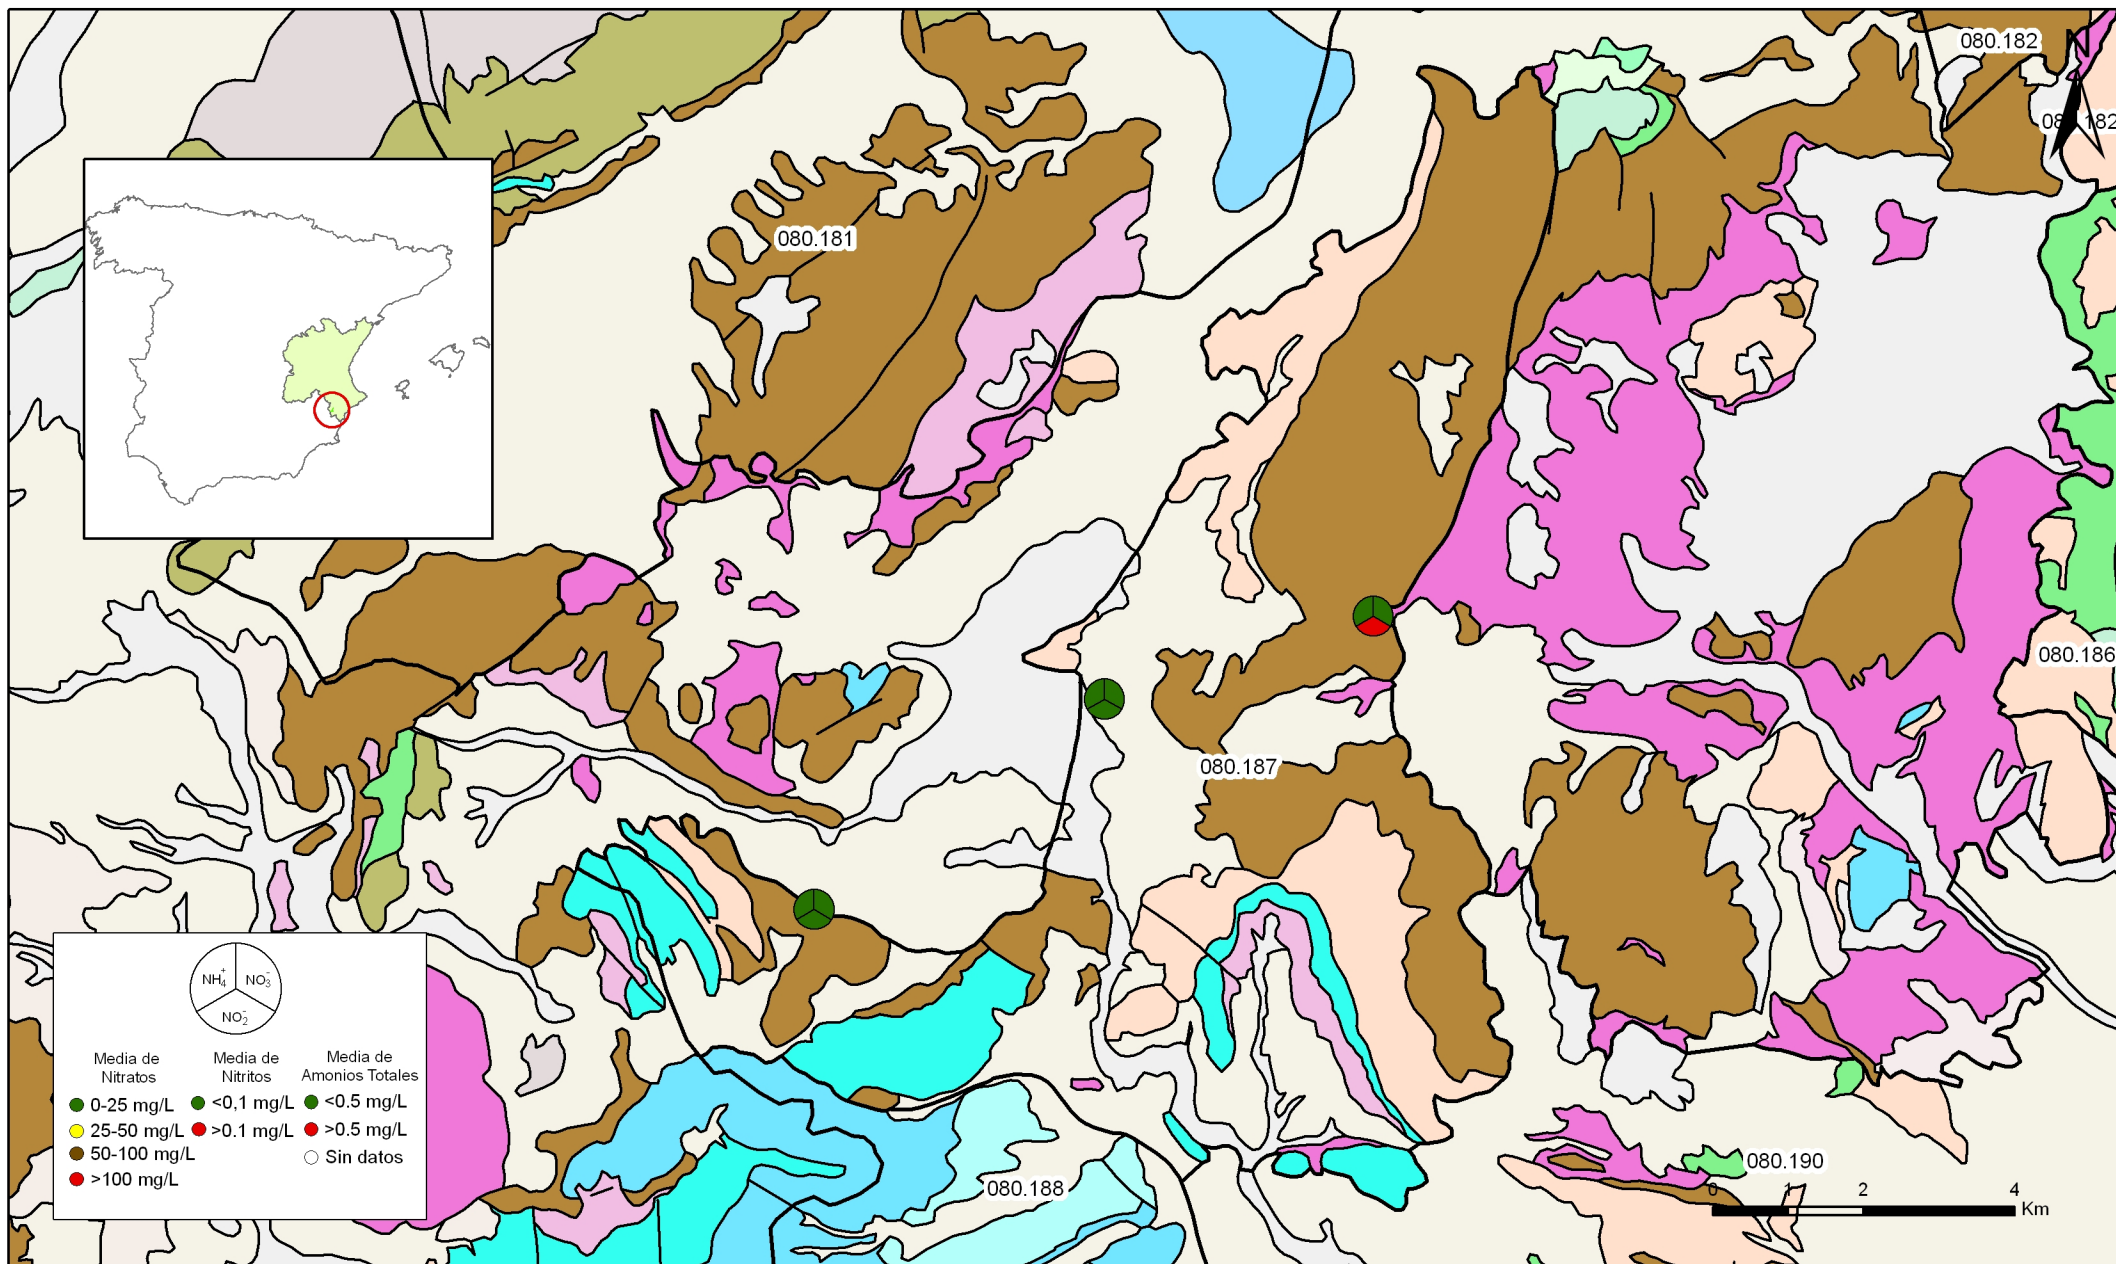 080.182
N
080.182
080.181
080.186
080.187
NH4+ NO3-
NO2-
Media de Nitratos
Media de Nitritos
Media de Amonios Totales
0-25 mg/L
<0,1 mg/L
<0.5 mg/L
25-50 mg/L
>0.1 mg/L
>0.5 mg/L
50-100 mg/L
Sin datos
>100 mg/L
080.190
080.188
0 1 2 4 Km